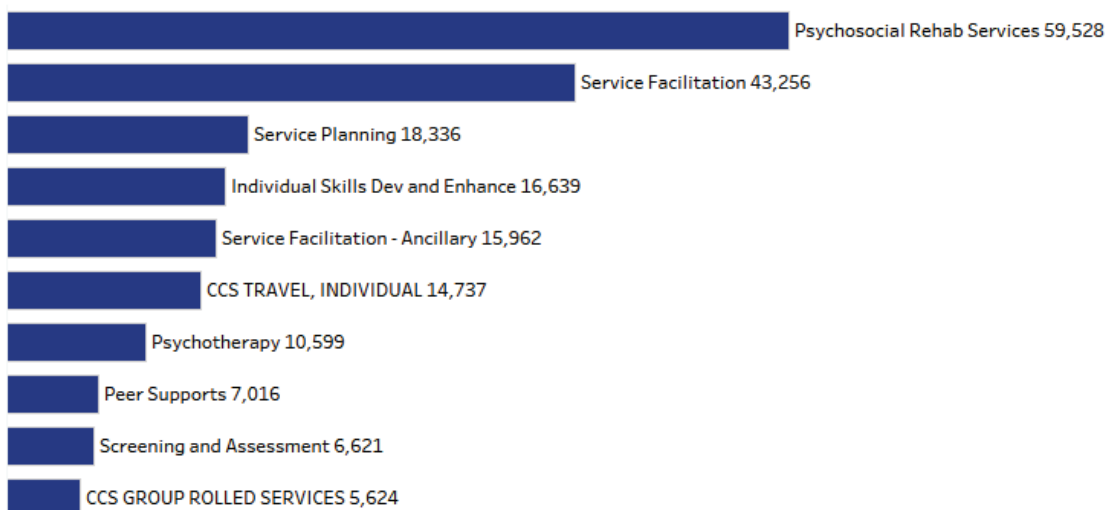 Psychosocial Rehab Services 59,528
Service Facilitation 43,256
Service Planning 18,336
Individual Skills Dev and Enhance 16,639
Service Facilitation - Ancillary 15,962
CCS TRAVEL, INDIVIDUAL 14,737
Psychotherapy 10,599
Peer Supports 7,016
Screening and Assessment 6,621
CCS GROUP ROLLED SERVICES 5,624